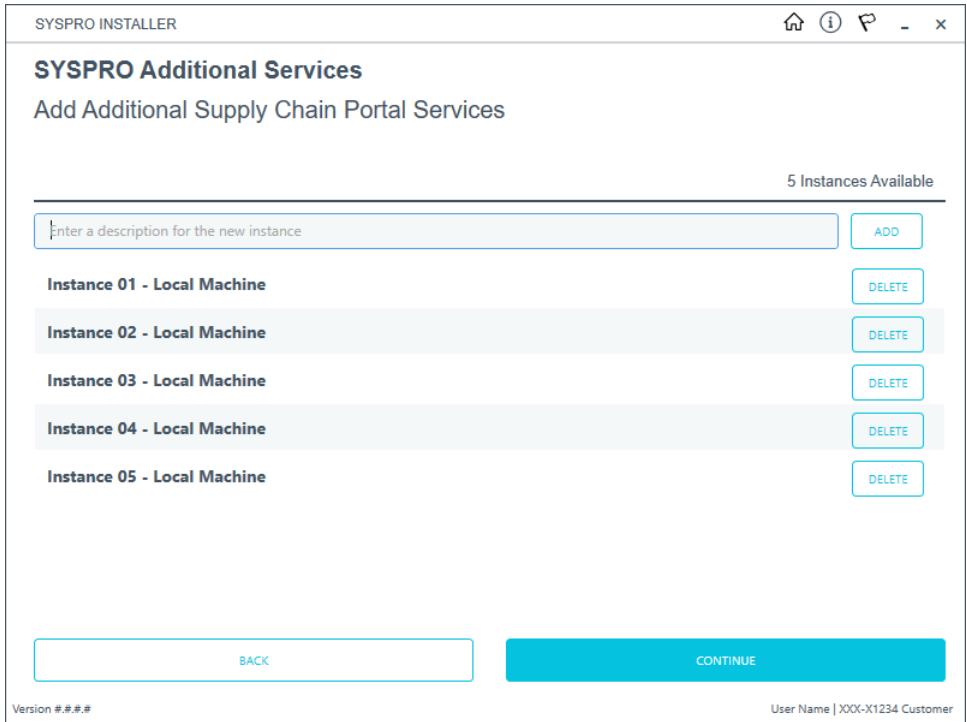 SYSPRO INSTALLER
SYSPRO Additional Services
Add Additional Supply Chain Portal Services
5 Instances Available
Enter a description for the new instance ADD
Instance 01 - Local Machine DELETE
Instance 02 - Local Machine DELETE
Instance 03 - Local Machine DELETE
Instance 04 - Local Machine DELETE
Instance 05 - Local Machine DELETE
BACK CONTINUE
Version #.#.#.# User Name | XXX-X1234 Customer